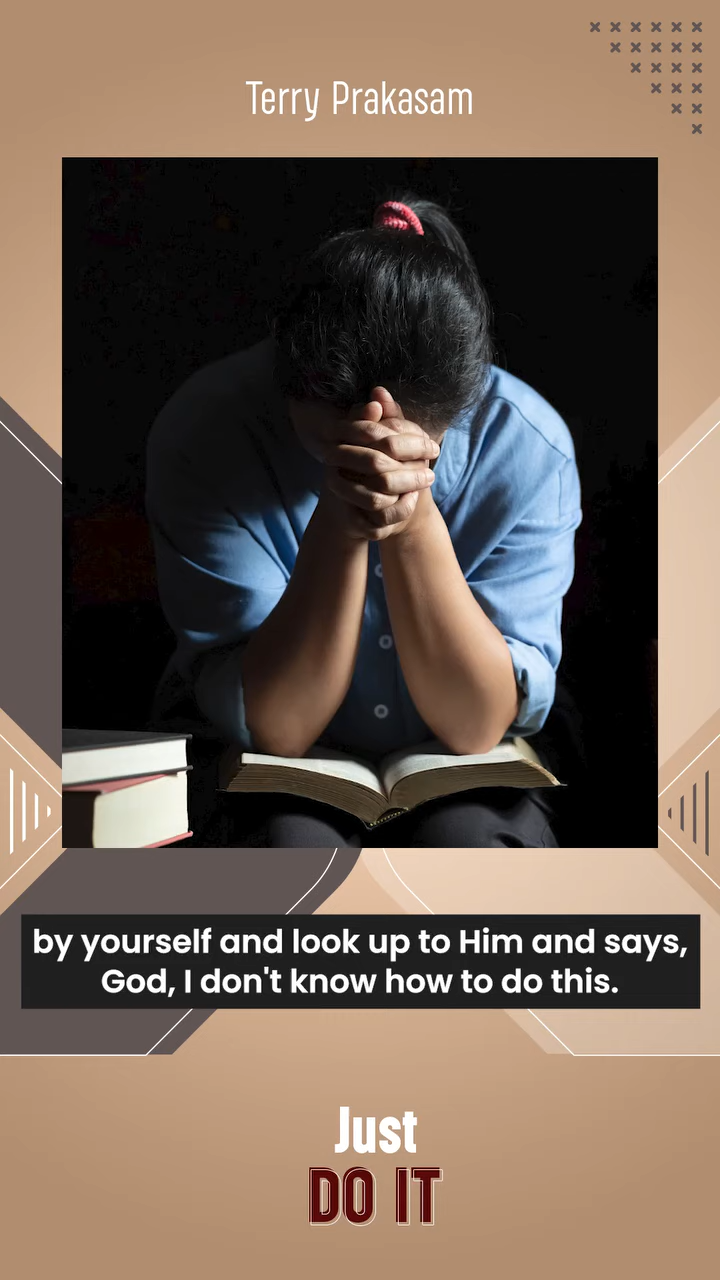 Terry Prakasam
by yourself and look up to Him and says,
God, I don't know how to do this.
Just
DO IT